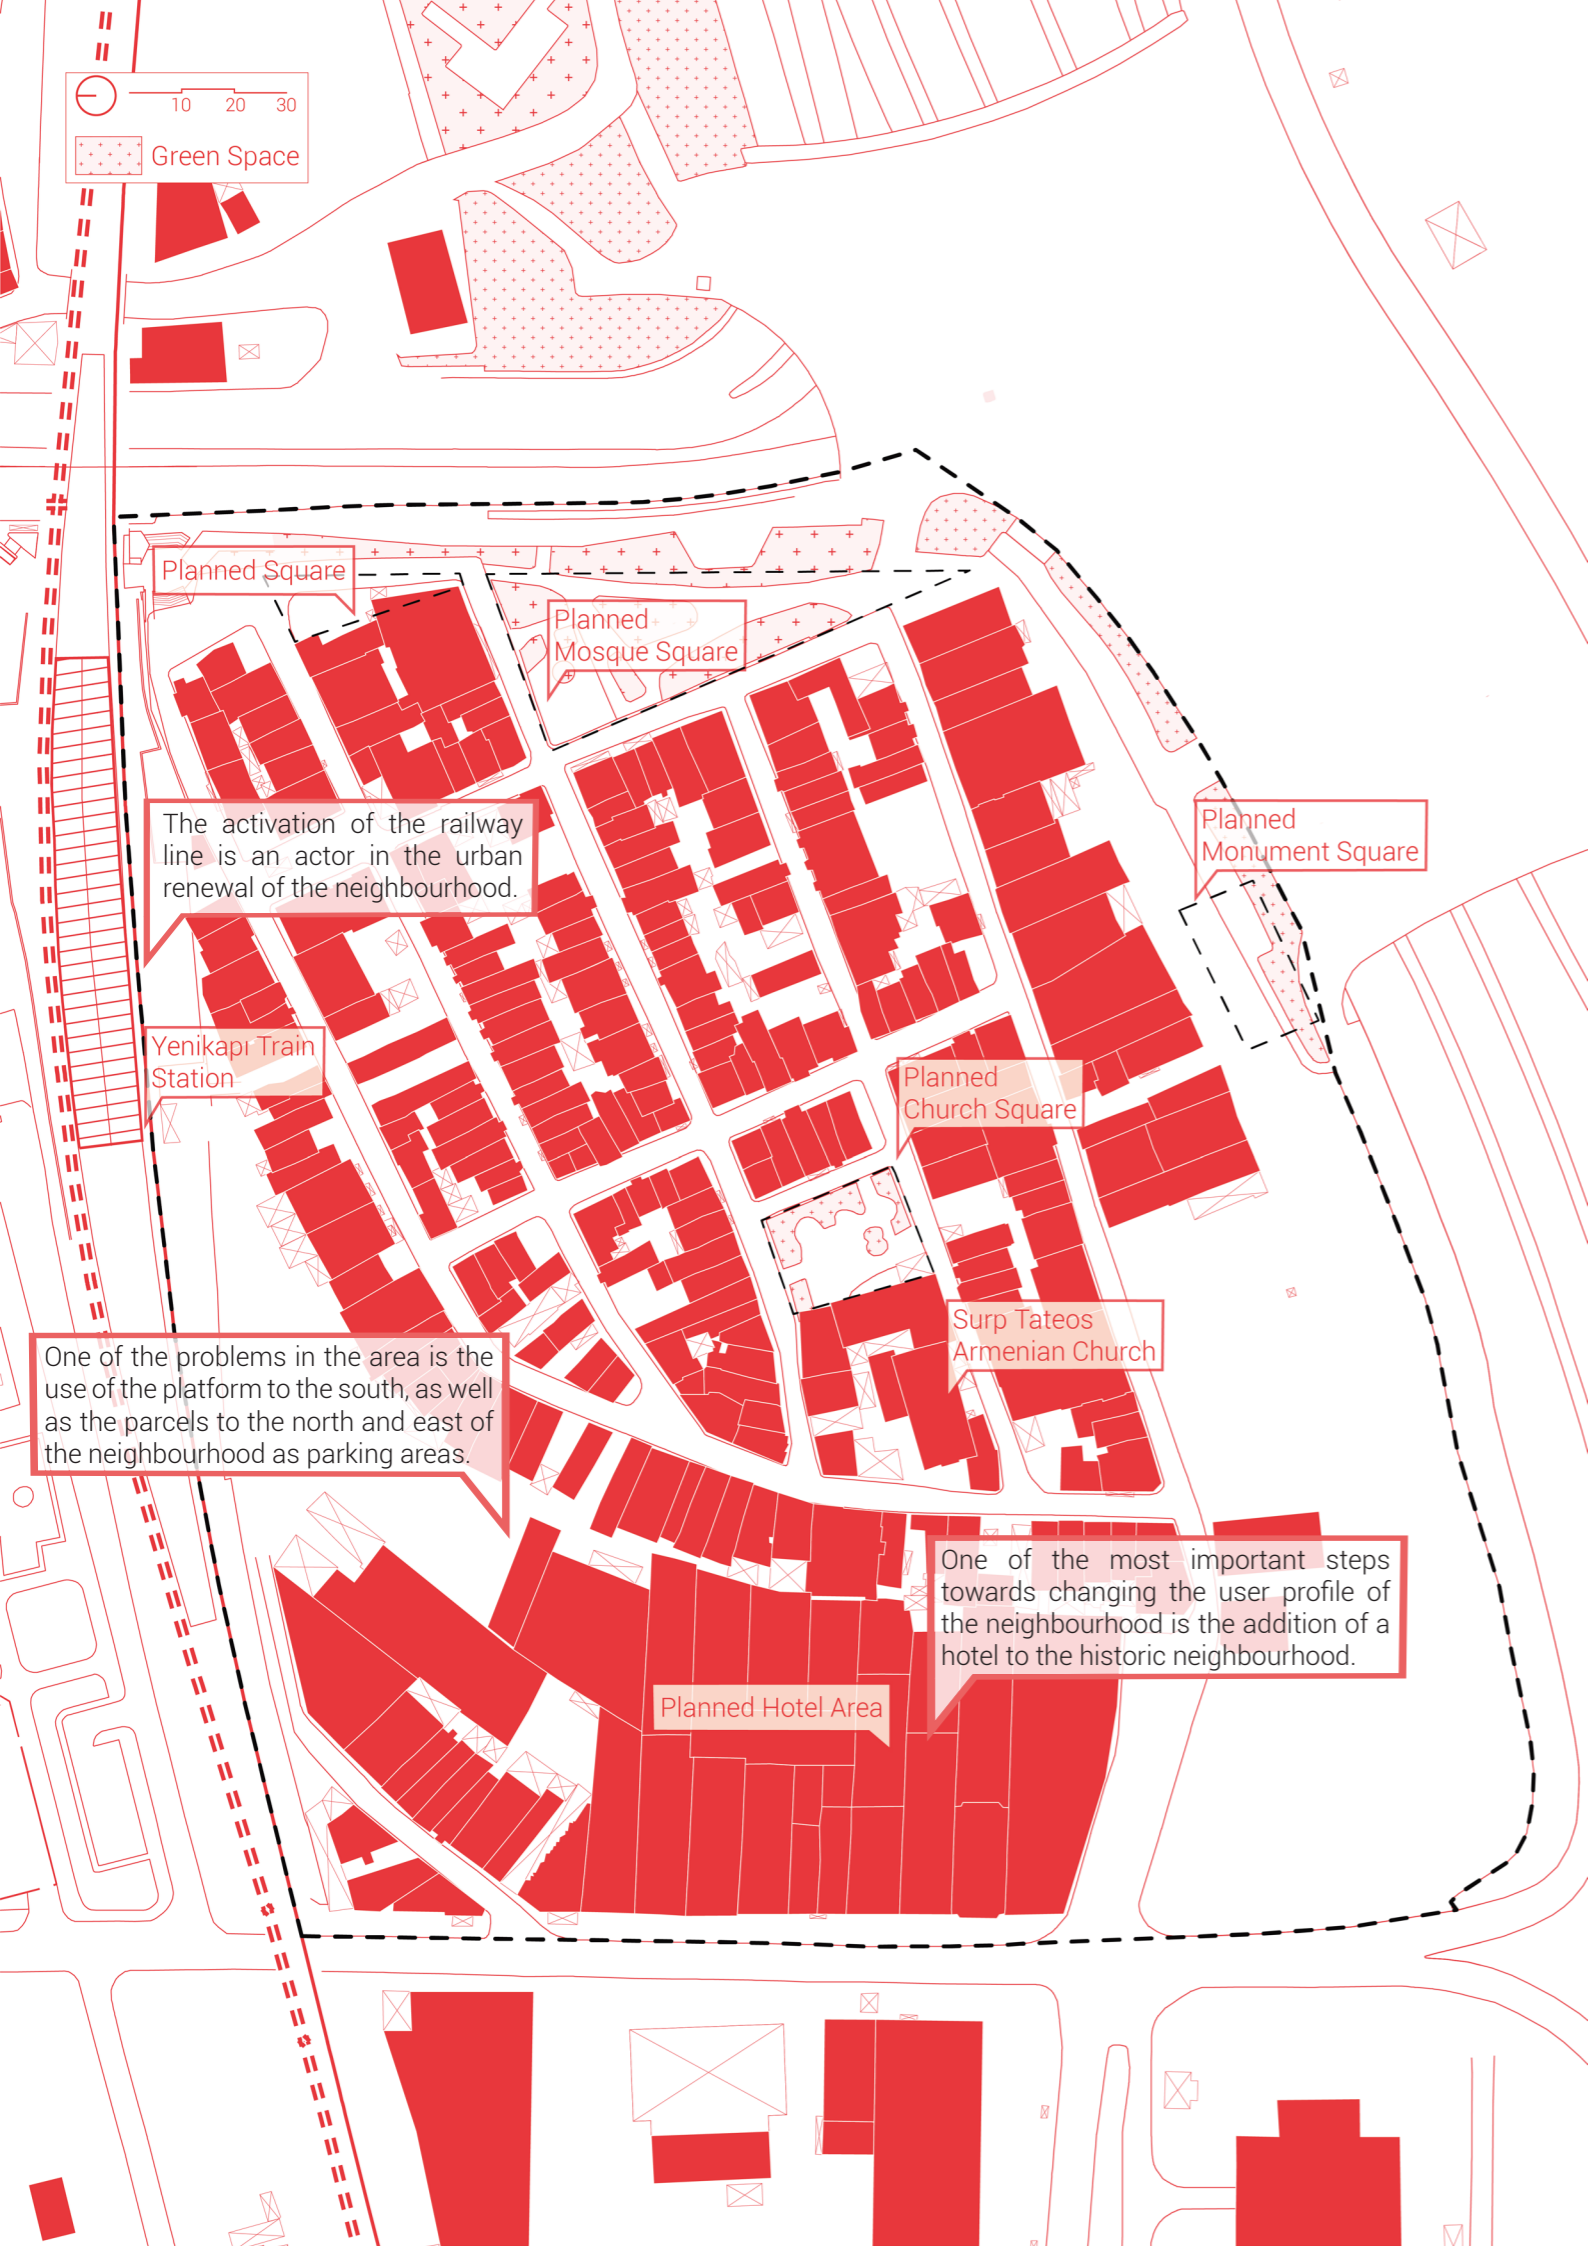 10 20 30
Green Space
Planned Square
Planned
Mosque Square
The activation of the railway
line is an actor in the urban
renewal of the neighbourhood.
Planned
Monument Square
Yenikapı Train
Station
Planned
Church Square
Surp Tateos
Armenian Church
One of the problems in the area is the
use of the platform to the south, as well
as the parcels to the north and east of
the neighbourhood as parking areas.
One of the most important steps
towards changing the user profile of
the neighbourhood is the addition of a
hotel to the historic neighbourhood.
Planned Hotel Area